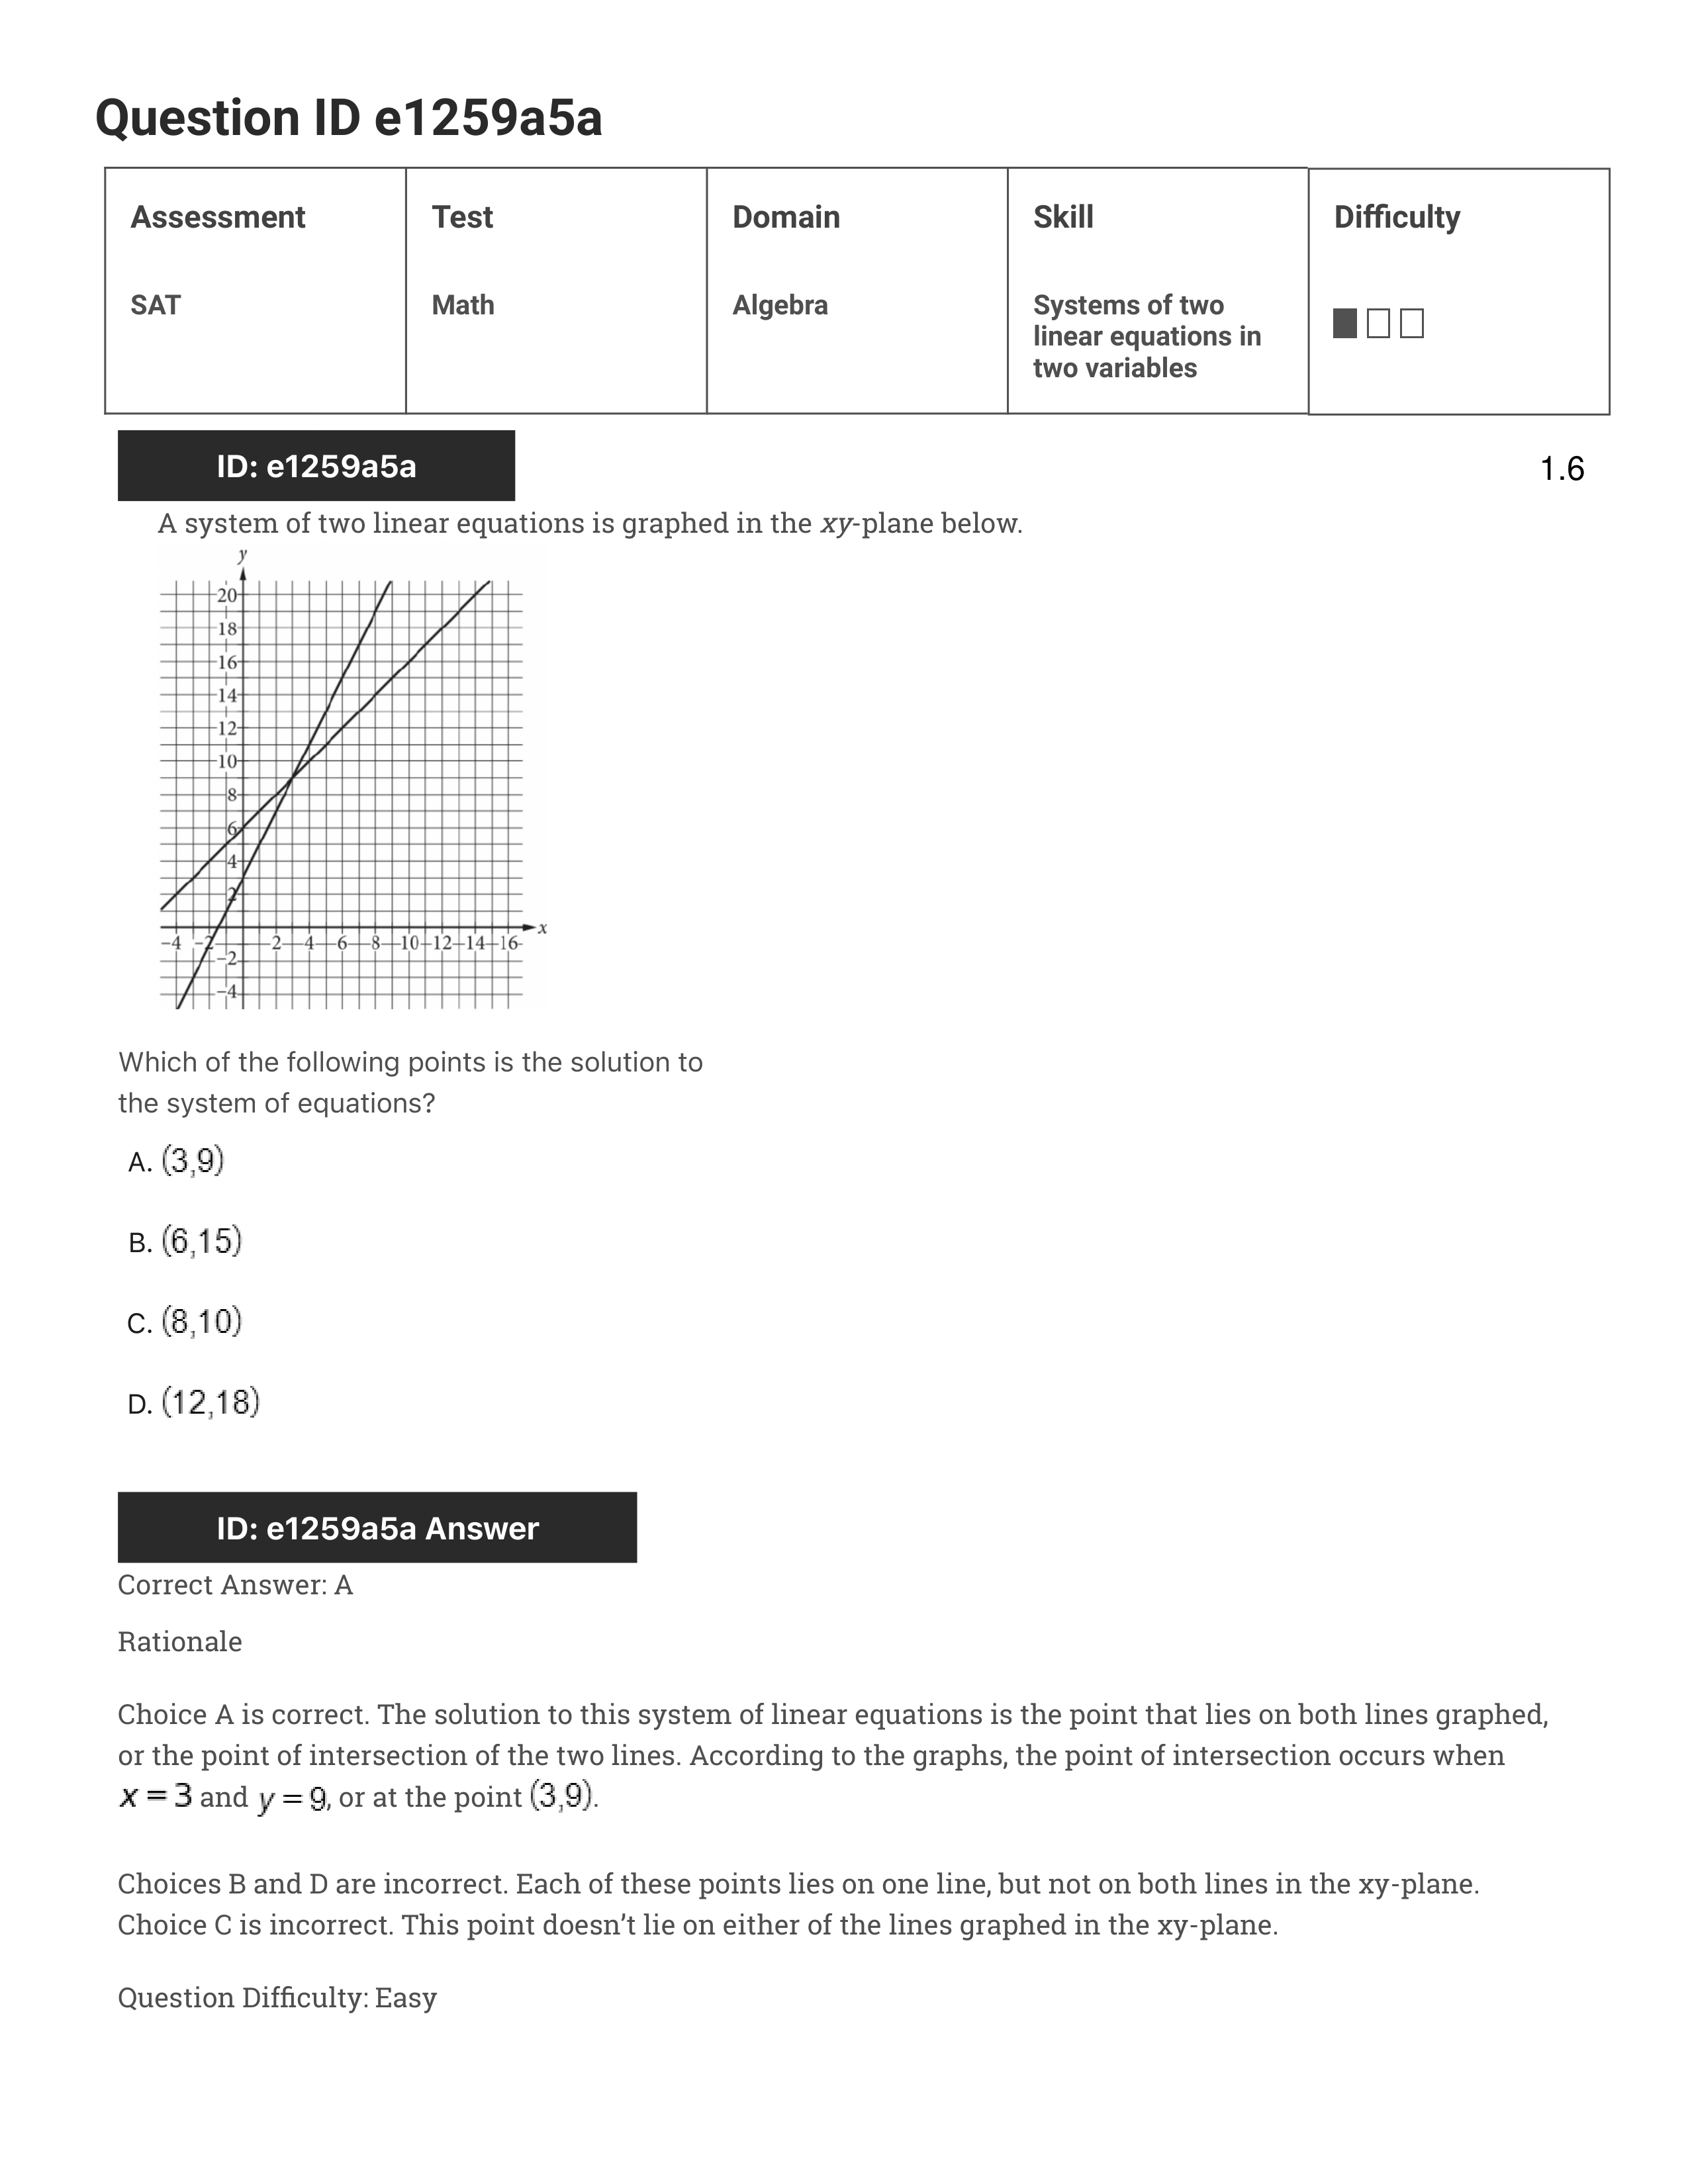 Question ID e1259a5a
Assessment Test Domain Skill Difficulty
SAT Math Algebra Systems of two
linear equations in
two variables
ID: e1259a5a
1.6
A system of two linear equations is graphed in the xy-plane below.
y
20
18
16
14
12
10
8
6
4
2
x
−4 −2 2 4 6 8 10 12 14 16
−2
−4
Which of the following points is the solution to
the system of equations?
A. (3,9)
B. (6,15)
C. (8,10)
D. (12,18)
ID: e1259a5a Answer
Correct Answer: A
Rationale
Choice A is correct. The solution to this system of linear equations is the point that lies on both lines graphed,
or the point of intersection of the two lines. According to the graphs, the point of intersection occurs when
x = 3 and y = 9, or at the point (3,9).
Choices B and D are incorrect. Each of these points lies on one line, but not on both lines in the xy-plane.
Choice C is incorrect. This point doesn’t lie on either of the lines graphed in the xy-plane.
Question Difficulty: Easy